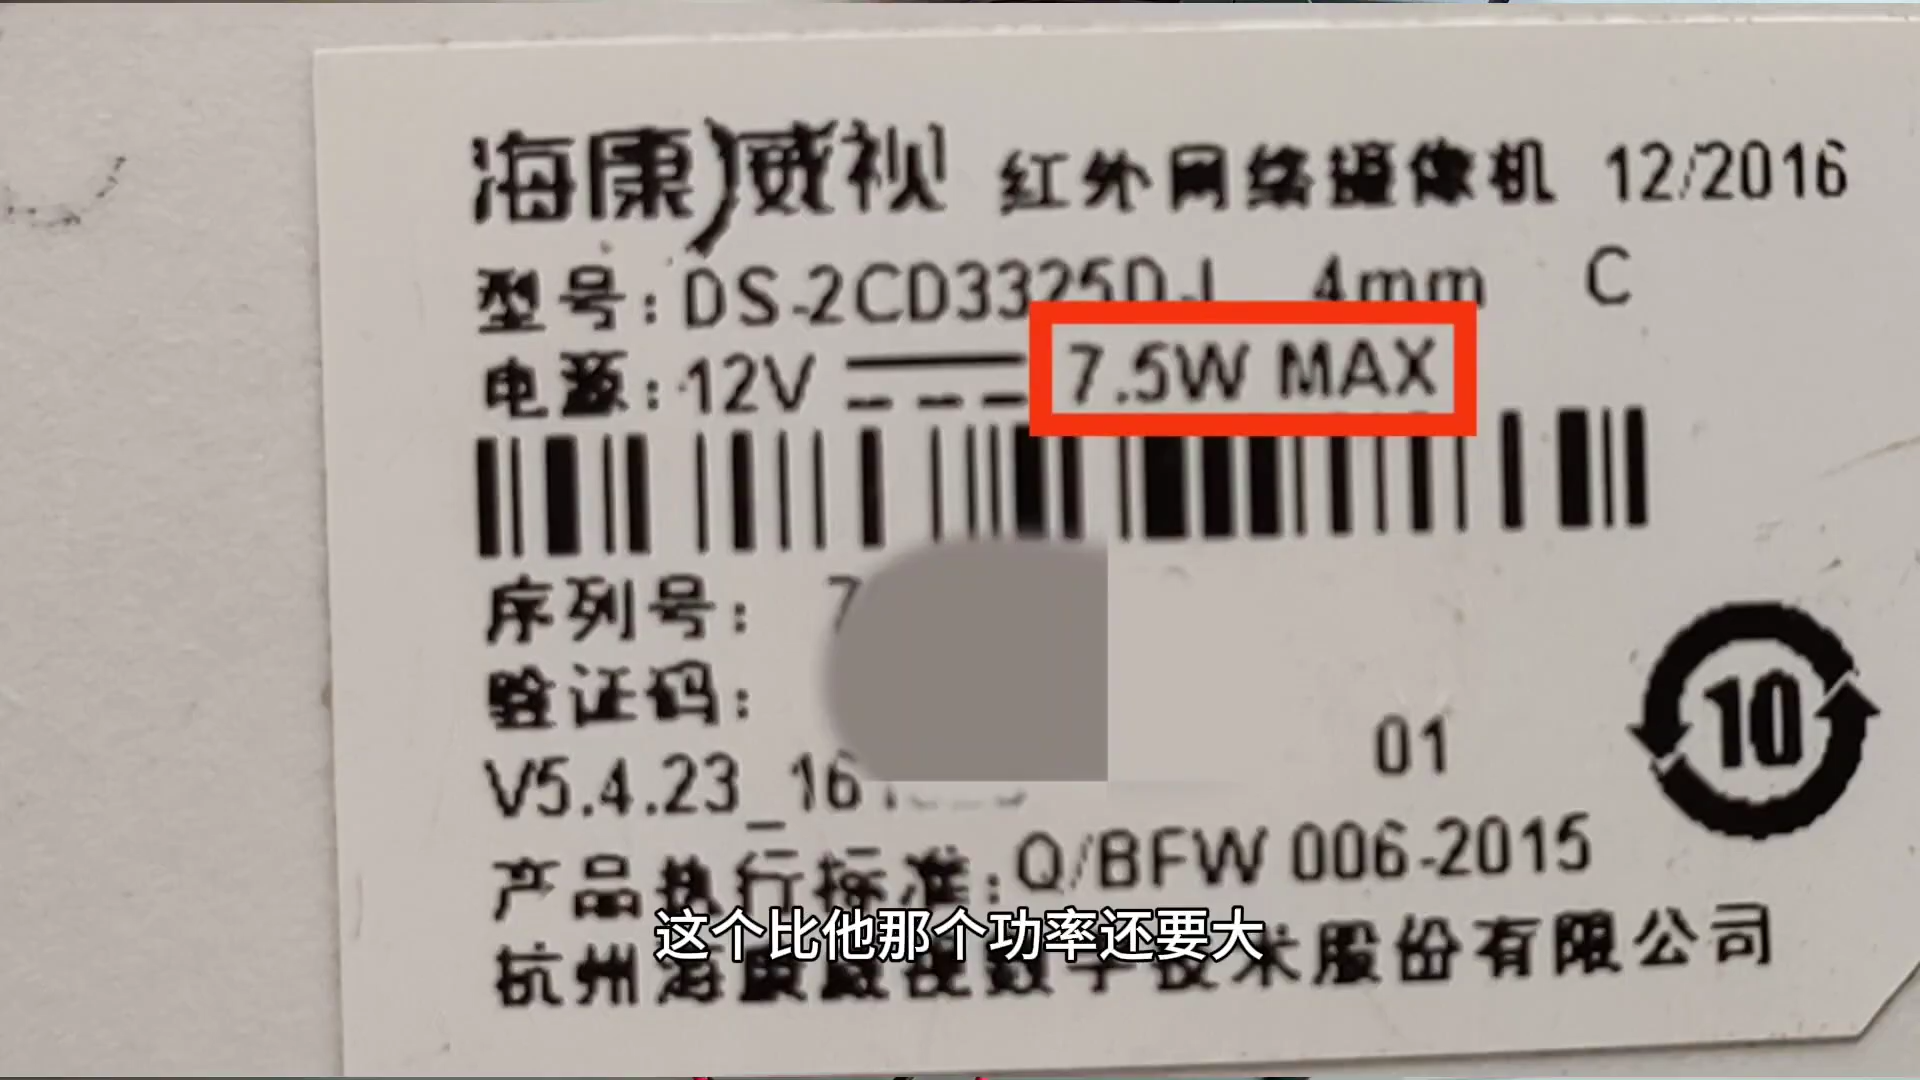 海康威视 红外网络摄像机 12/2016
型号: DS-2CD3325D-I 4mm C
电源: 12V 7.5W MAX
序列号: 7
验证码:
01
10
V5.4.23_16
产品执行标准: Q/BFW 006-2015
这个比他那个功率还要大
杭州海康威视数字技术股份有限公司